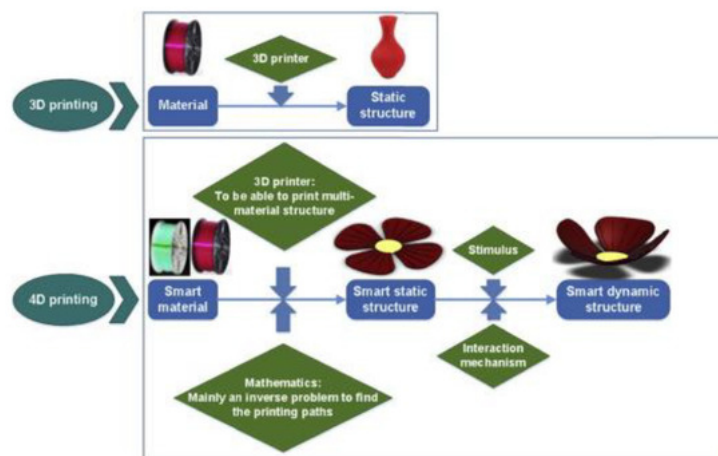 3D printer
3D printing
Material
Static
structure
3D printer:
To be able to print multi-
material structure
Stimulus
4D printing
Smart
material
Smart static
structure
Smart dynamic
structure
Interaction
mechanism
Mathematics:
Mainly an inverse problem to find
the printing paths